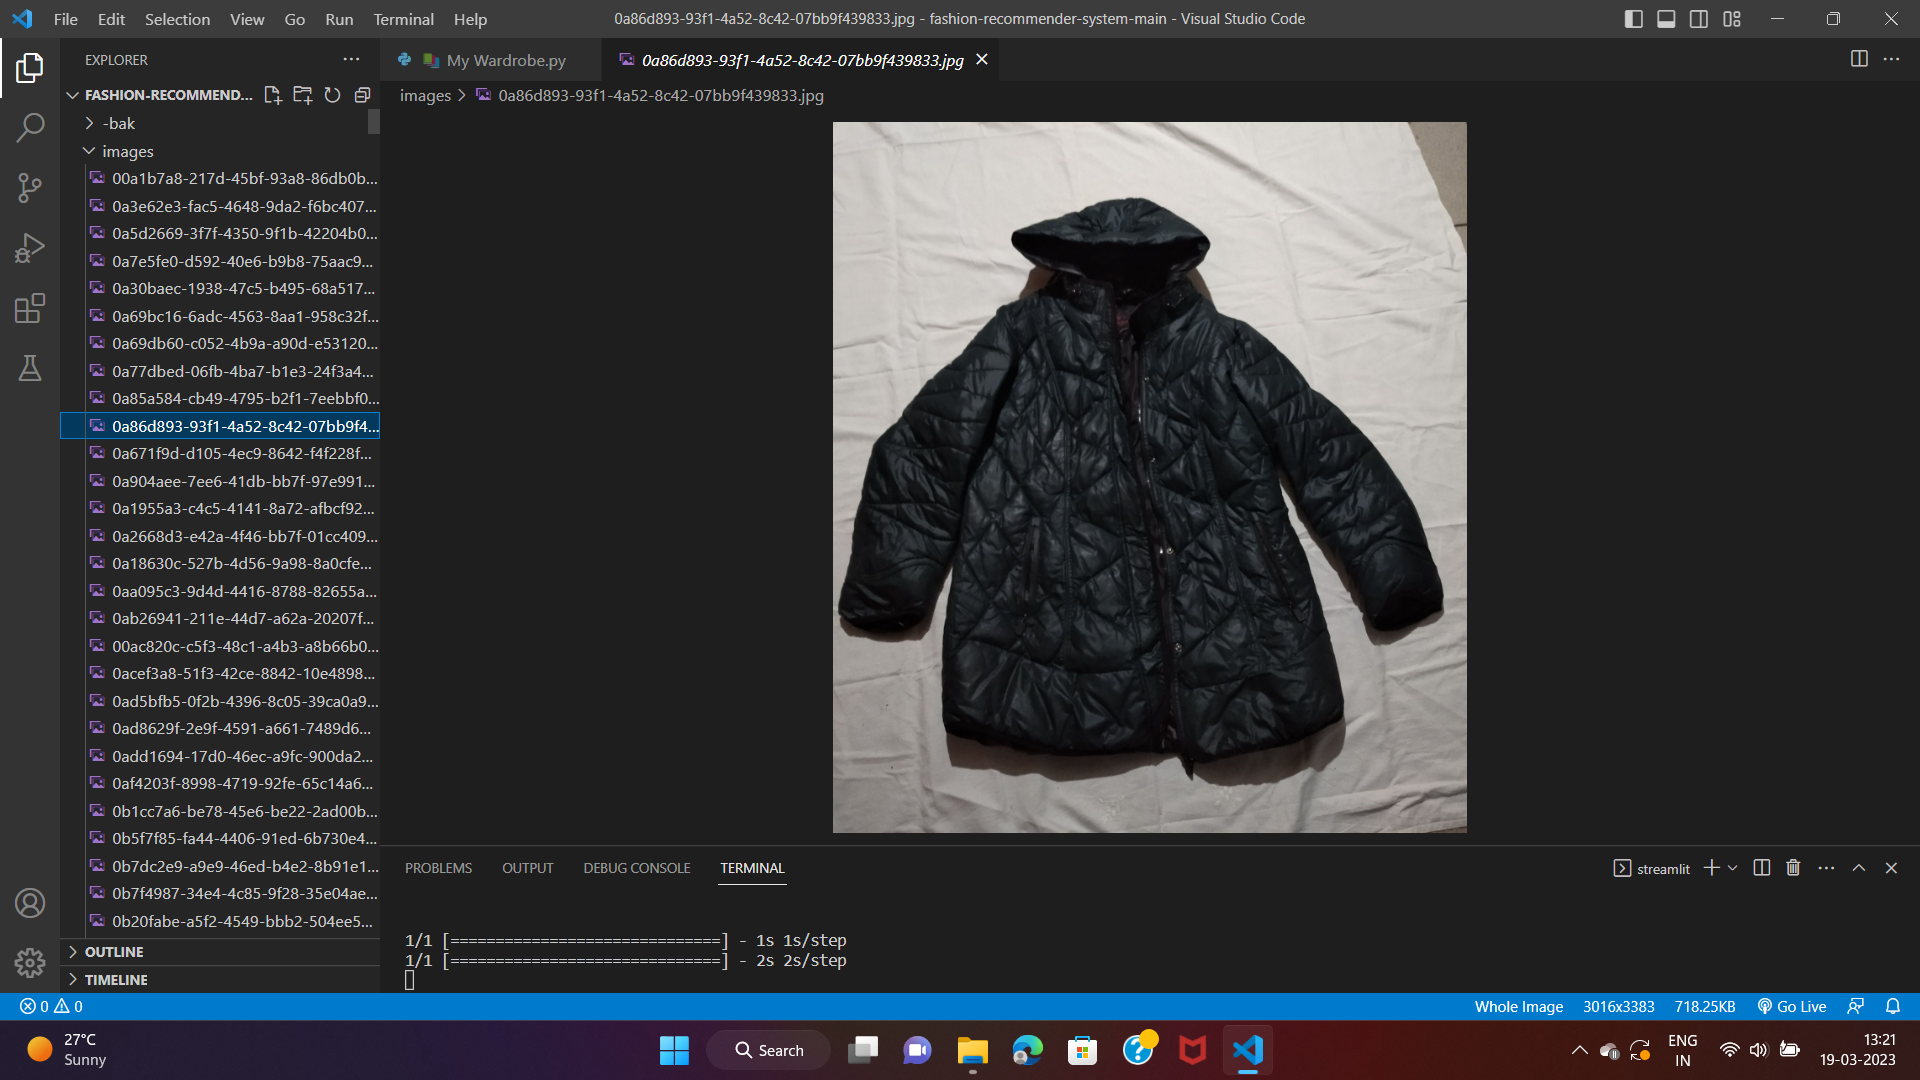 File Edit Selection View Go Run Terminal Help
0a86d893-93f1-4a52-8c42-07bb9f439833.jpg - fashion-recommender-system-main - Visual Studio Code
EXPLORER
My Wardrobe.py
0a86d893-93f1-4a52-8c42-07bb9f439833.jpg
FASHION-RECOMMEND...
images > 0a86d893-93f1-4a52-8c42-07bb9f439833.jpg
-bak
images
00a1b7a8-217d-45bf-93a8-86db0b...
0a3e62e3-fac5-4648-9da2-f6bc407...
0a5d2669-3f7f-4350-9f1b-42204b0...
0a7e5fe0-d592-40e6-b9b8-75aac9...
0a30baec-1938-47c5-b495-68a517...
0a69bc16-6adc-4563-8aa1-958c32f...
0a69db60-c052-4b9a-a90d-e53120...
0a77dbed-06fb-4ba7-b1e3-24f3a4...
0a85a584-cb49-4795-b2f1-7eebbf0...
0a86d893-93f1-4a52-8c42-07bb9f4...
0a671f9d-d105-4ec9-8642-f4f228f...
0a904aee-7ee6-41db-bb7f-97e991...
0a1955a3-c4c5-4141-8a72-afbcf92...
0a2668d3-e42a-4f46-bb7f-01cc409...
0a18630c-527b-4d56-9a98-8a0cfe...
0aa095c3-9d4d-4416-8788-82655a...
0ab26941-211e-44d7-a62a-20207f...
00ac820c-c5f3-48c1-a4b3-a8b66b0...
0acef3a8-51f3-42ce-8842-10e4898...
0ad5bfb5-0f2b-4396-8c05-39ca0a9...
0ad8629f-2e9f-4591-a661-7489d6...
0add1694-17d0-46ec-a9fc-900da2...
0af4203f-8998-4719-92fe-65c14a6...
0b1cc7a6-be78-45e6-be22-2ad00b...
0b5f7f85-fa44-4406-91ed-6b730e4...
0b7dc2e9-a9e9-46ed-b4e2-8b91e1...
0b7f4987-34e4-4c85-9f28-35e04ae...
0b20fabe-a5f2-4549-bbb2-504ee5...
OUTLINE
TIMELINE
PROBLEMS OUTPUT DEBUG CONSOLE TERMINAL
streamlit
1/1 [==============================] - 1s 1s/step
1/1 [==============================] - 2s 2s/step
0 0
Whole Image 3016x3383 718.25KB Go Live
27°C
Sunny
Search
ENG
IN
13:21
19-03-2023